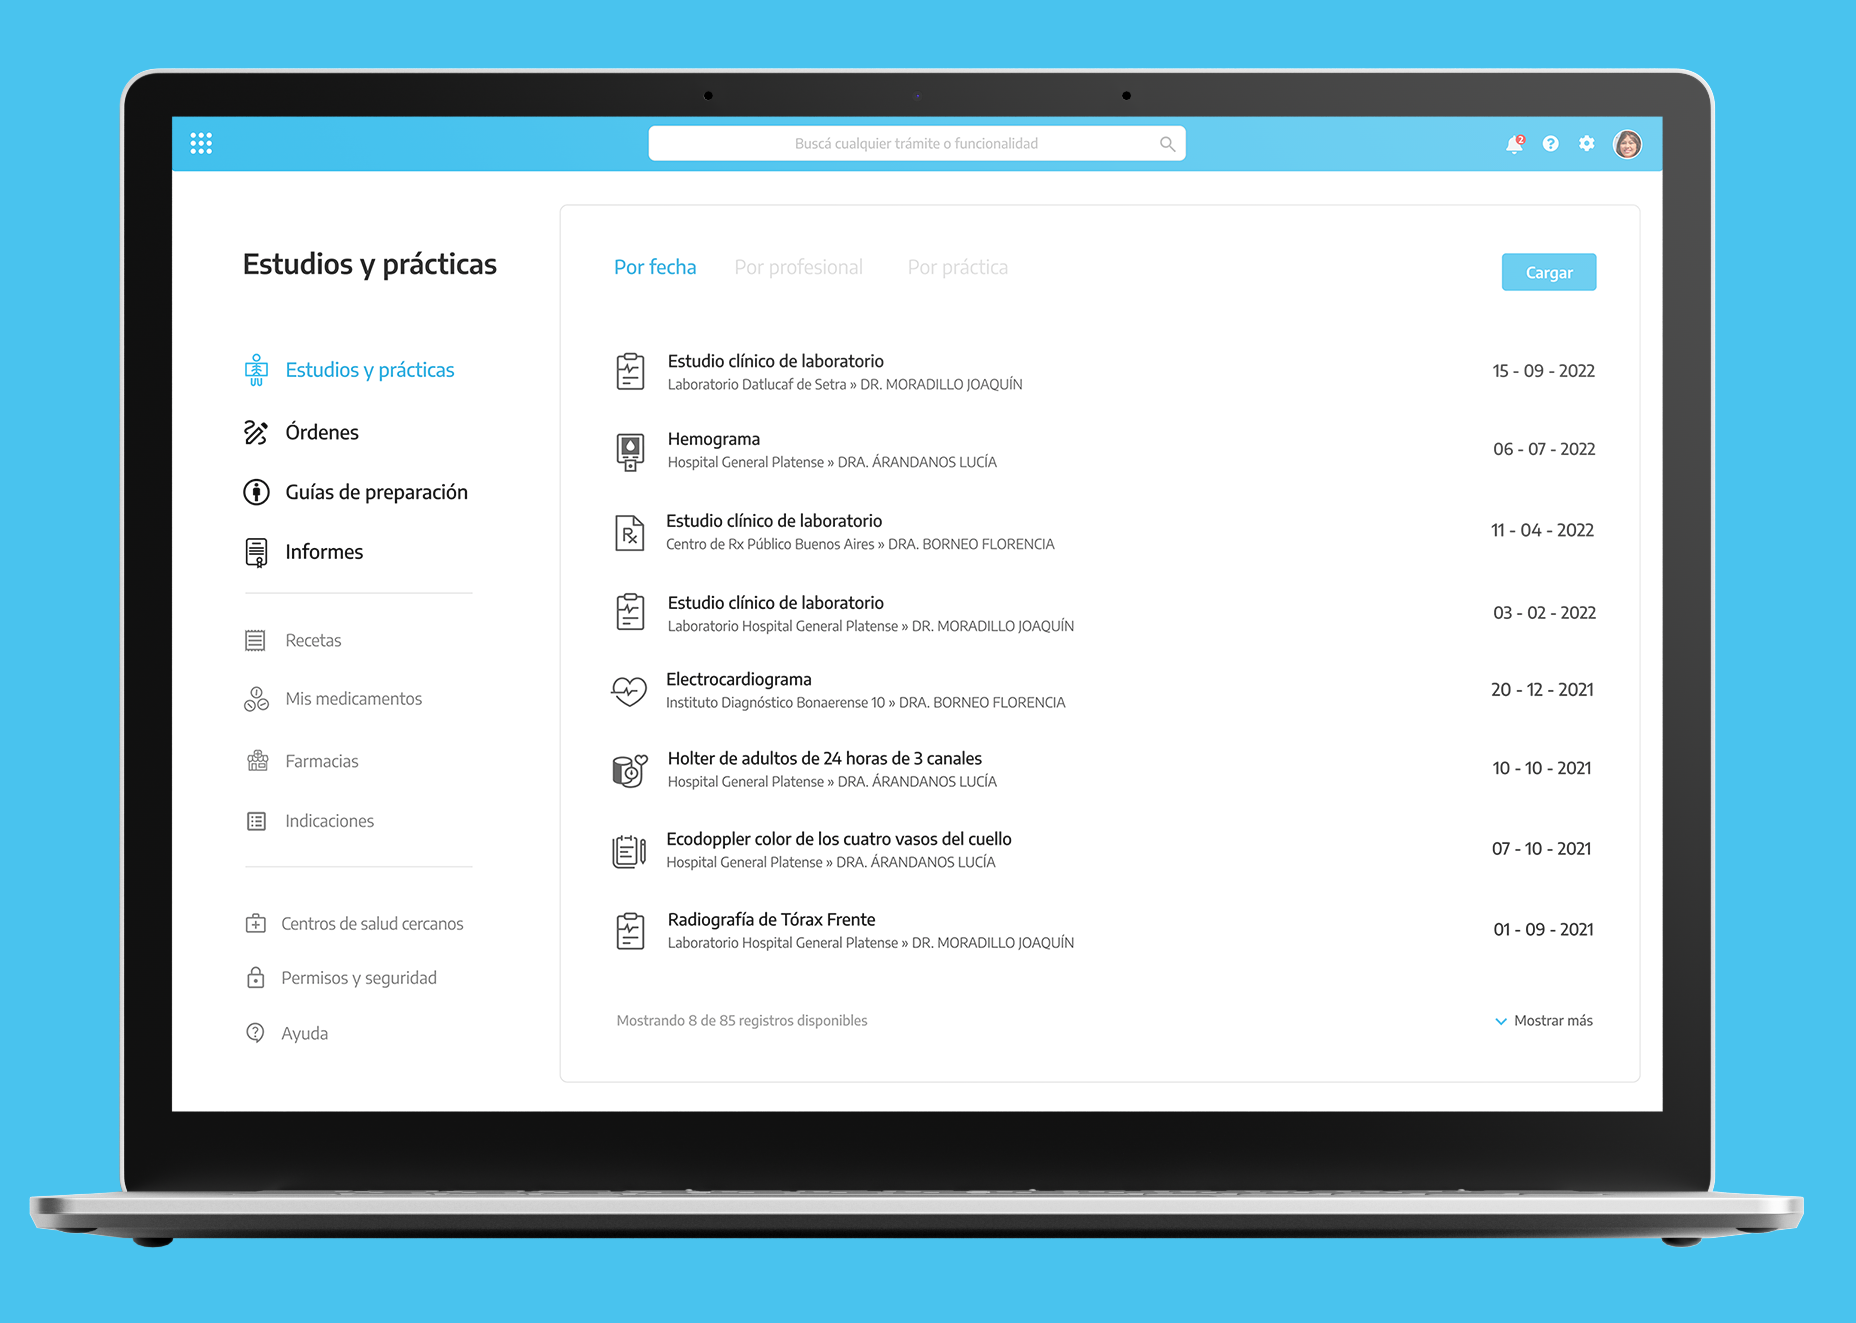 Buscá cualquier trámite o funcionalidad
2
?
Estudios y prácticas
Estudios y prácticas
Órdenes
Guías de preparación
Informes
Recetas
Mis medicamentos
Farmacias
Indicaciones
Centros de salud cercanos
Permisos y seguridad
Ayuda
Por fecha Por profesional Por práctica
Cargar
Estudio clínico de laboratorio
Laboratorio Datlucaf de Setra » DR. MORADILLO JOAQUÍN
15 - 09 - 2022
Hemograma
Hospital General Platense » DRA. ÁRANDANOS LUCÍA
06 - 07 - 2022
Rx
Estudio clínico de laboratorio
Centro de Rx Público Buenos Aires » DRA. BORNEO FLORENCIA
11 - 04 - 2022
Estudio clínico de laboratorio
Laboratorio Hospital General Platense » DR. MORADILLO JOAQUÍN
03 - 02 - 2022
Electrocardiograma
Instituto Diagnóstico Bonaerense 10 » DRA. BORNEO FLORENCIA
20 - 12 - 2021
Holter de adultos de 24 horas de 3 canales
Hospital General Platense » DRA. ÁRANDANOS LUCÍA
10 - 10 - 2021
Ecodoppler color de los cuatro vasos del cuello
Hospital General Platense » DRA. ÁRANDANOS LUCÍA
07 - 10 - 2021
Radiografía de Tórax Frente
Laboratorio Hospital General Platense » DR. MORADILLO JOAQUÍN
01 - 09 - 2021
Mostrando 8 de 85 registros disponibles
Mostrar más